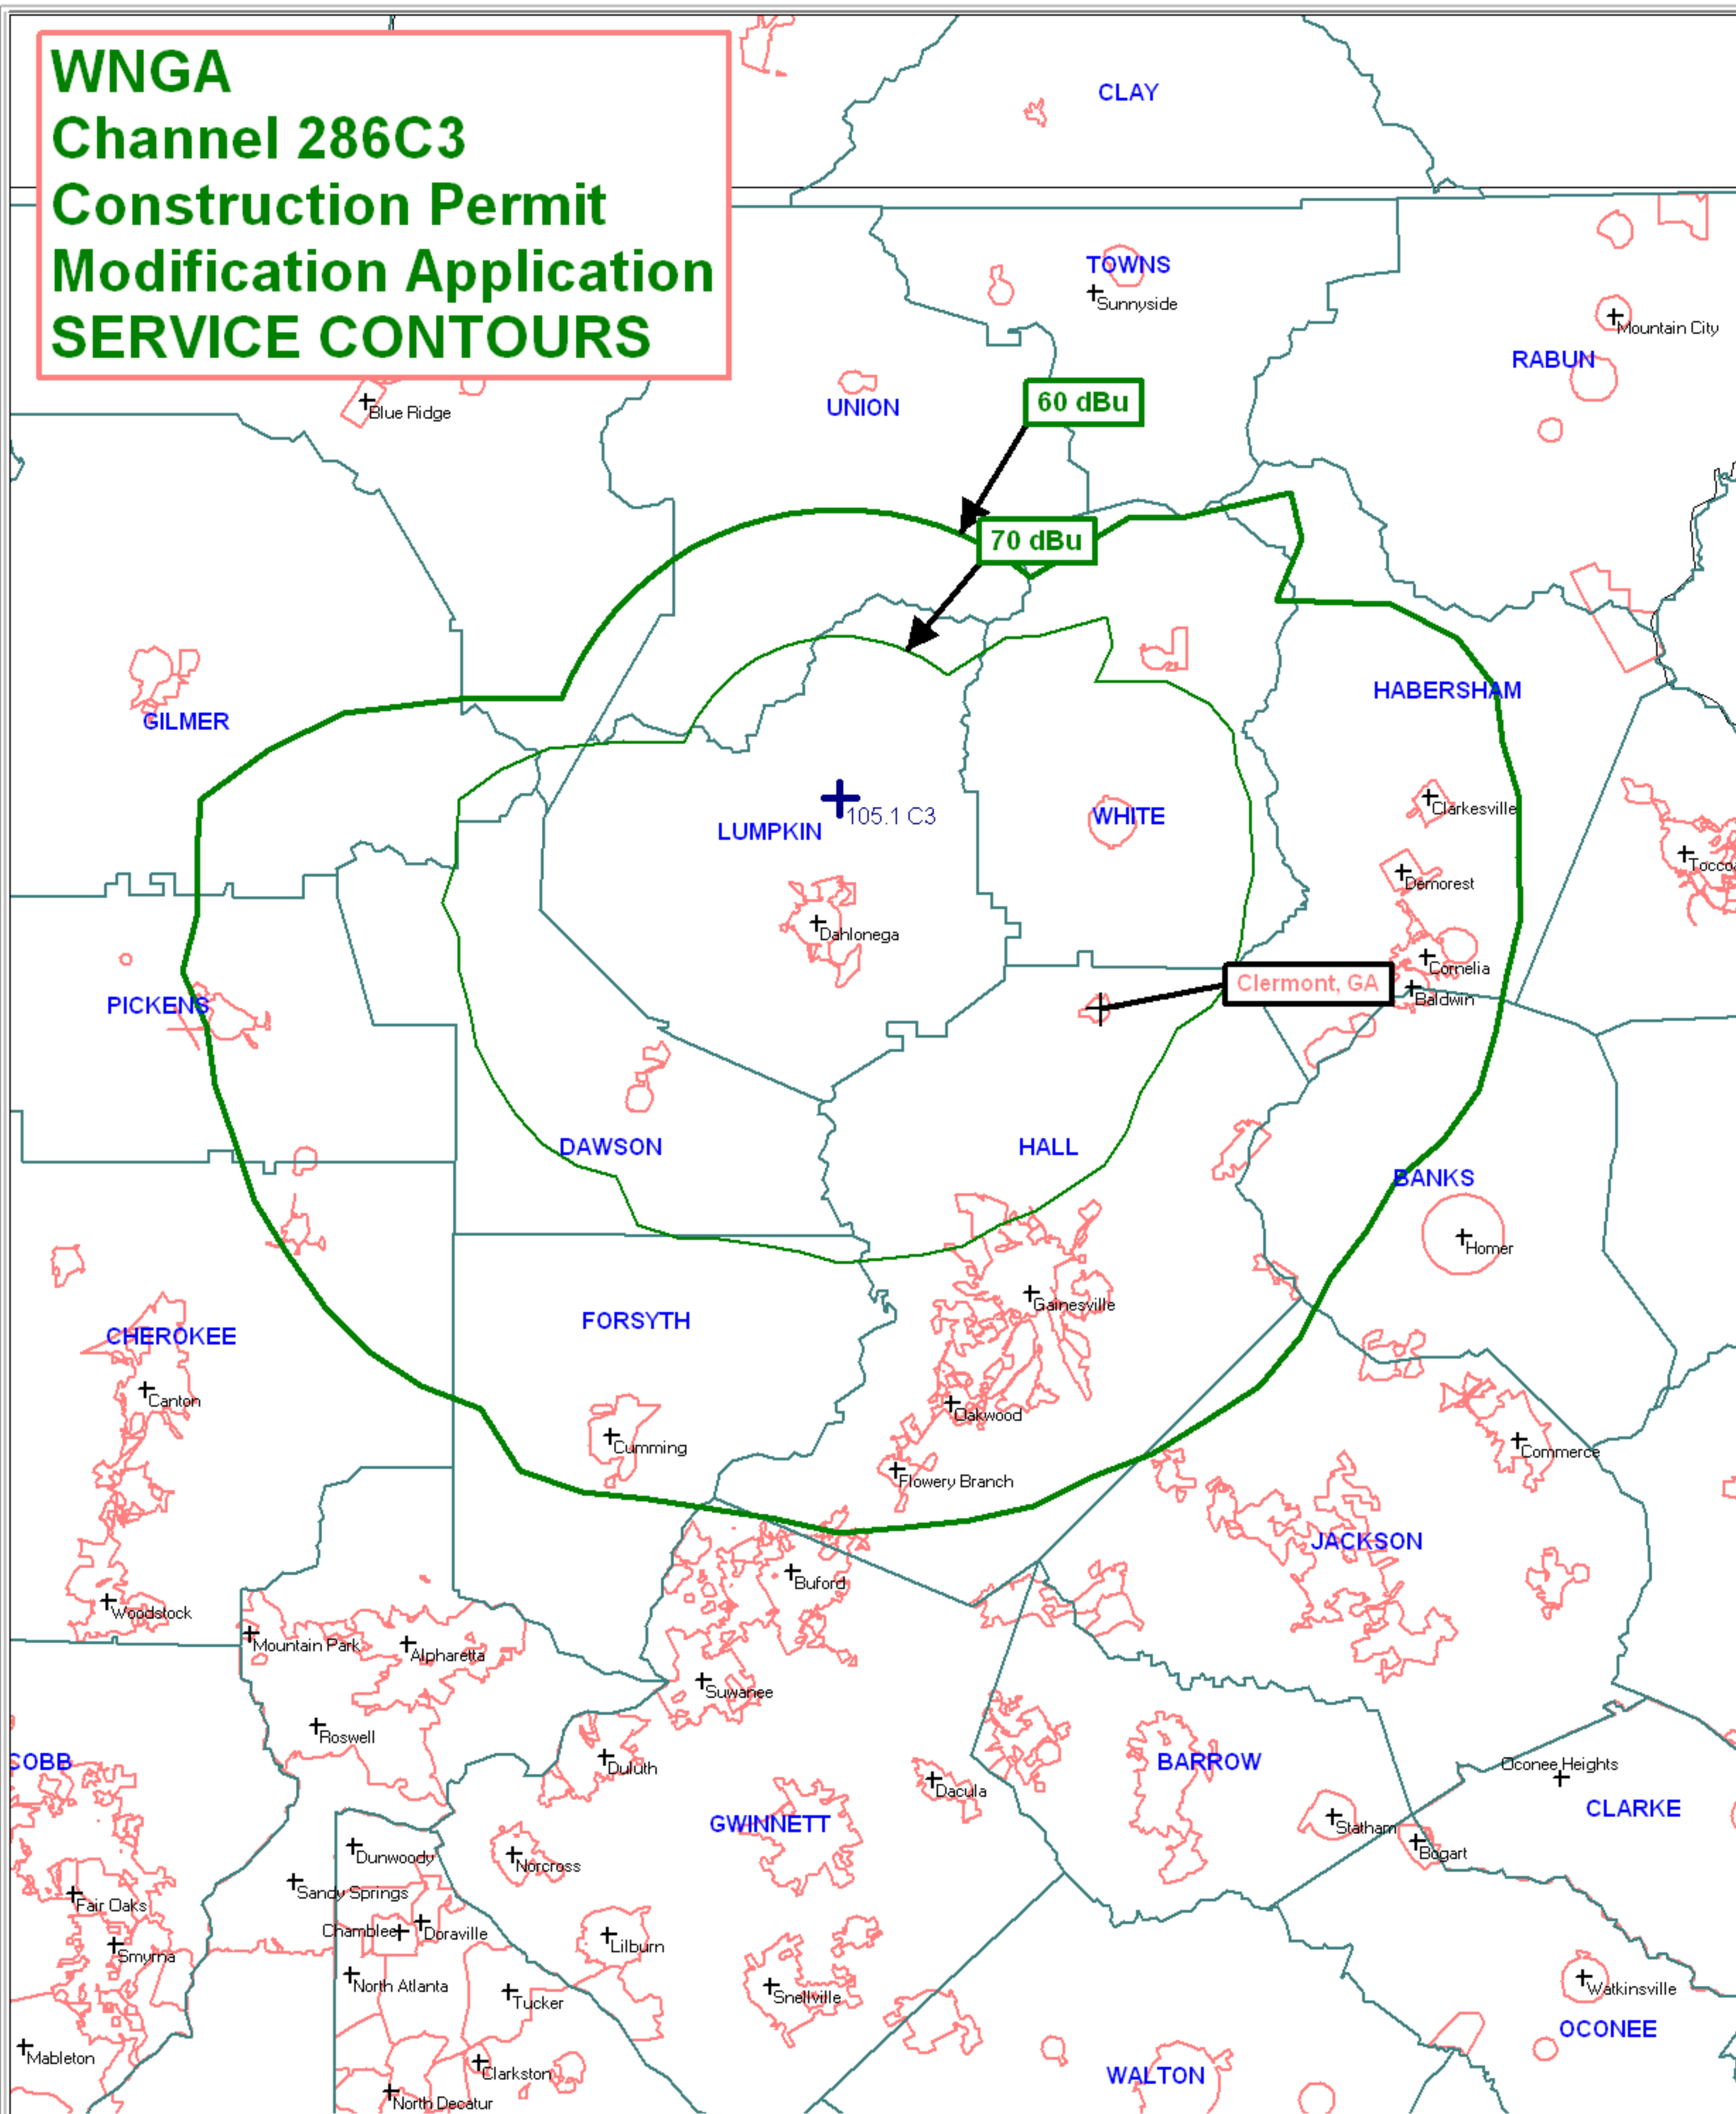 WNGA
Channel 286C3
Construction Permit
Modification Application
SERVICE CONTOURS
CLAY
TOWNS
Sunnyside
Mountain City
RABUN
Blue Ridge
UNION
60 dBu
70 dBu
GILMER
HABERSHAM
105.1 C3
LUMPKIN
WHITE
Clarkesville
Toccoa
Demorest
Dahlonega
Cornelia
Clermont, GA
Baldwin
PICKENS
DAWSON
HALL
BANKS
Homer
Gainesville
FORSYTH
CHEROKEE
Canton
Oakwood
Cumming
Commerce
Flowery Branch
JACKSON
Buford
Woodstock
Mountain Park
Alpharetta
Suwanee
Roswell
COBB
Duluth
BARROW
Oconee Heights
Dacula
CLARKE
GWINNETT
Statham
Bogart
Dunwoody
Norcross
Sandy Springs
Fair Oaks
Chamblee
Doraville
Lilburn
Smyrna
North Atlanta
Tucker
Snellville
Watkinsville
OCONEE
Mableton
Clarkston
WALTON
North Decatur